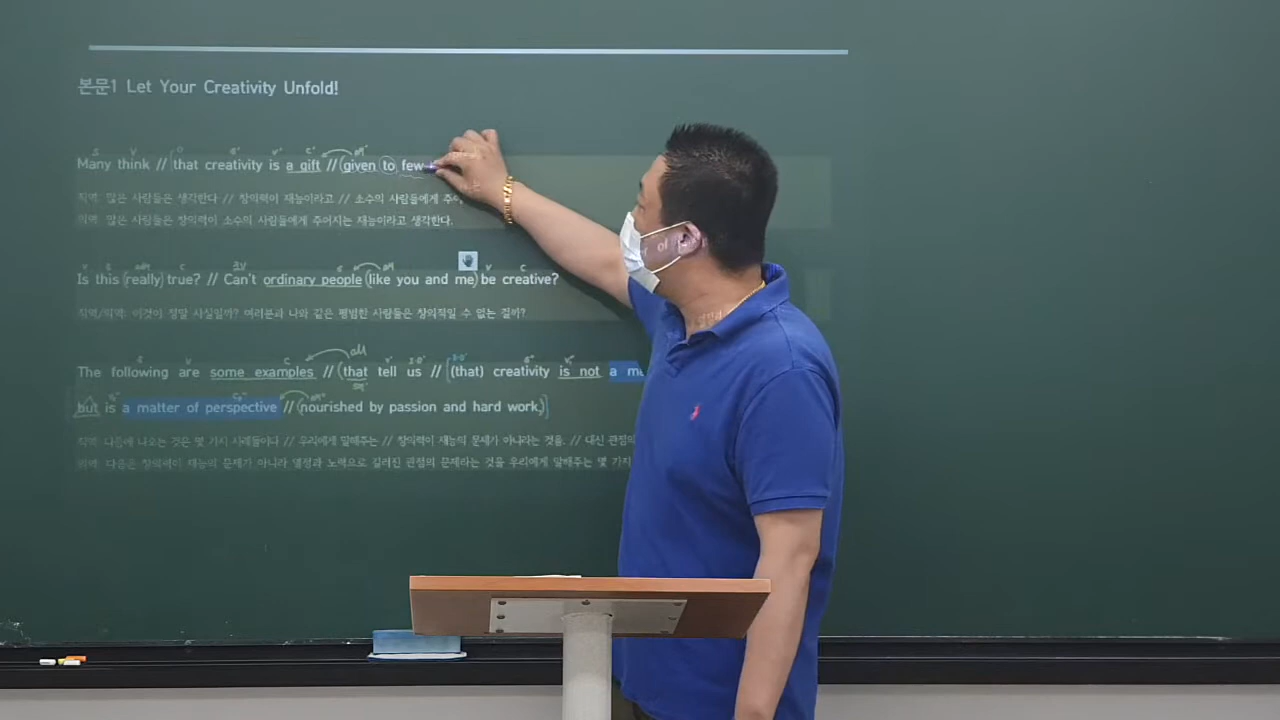 본문1 Let Your Creativity Unfold!
Many think // [that creativity is a gift // (given to few
직역: 많은 사람들은 생각한다 // 창의력이 재능이라고 // 소수의 사람들에게 주어
의역: 많은 사람들은 창의력이 소수의 사람들에게 주어지는 재능이라고 생각한다.
Is this (really) true? // Can't ordinary people (like you and me) be creative?
직역/의역: 이것이 정말 사실일까? 여러분과 나와 같은 평범한 사람들은 창의적일 수 없는 걸까?
The following are some examples // (that tell us // [(that) creativity is not a
but is a matter of perspective // (nourished by passion and hard work.)]
직역: 다음에 나오는 것은 몇 가지 사례들이다 // 우리에게 말해주는 // 창의력이 재능의 문제가 아니라는 것을. // 대신 관점의
의역: 다음은 창의력이 재능의 문제가 아니라 열정과 노력으로 길러진 관점의 문제라는 것을 우리에게 말해주는 몇 가지